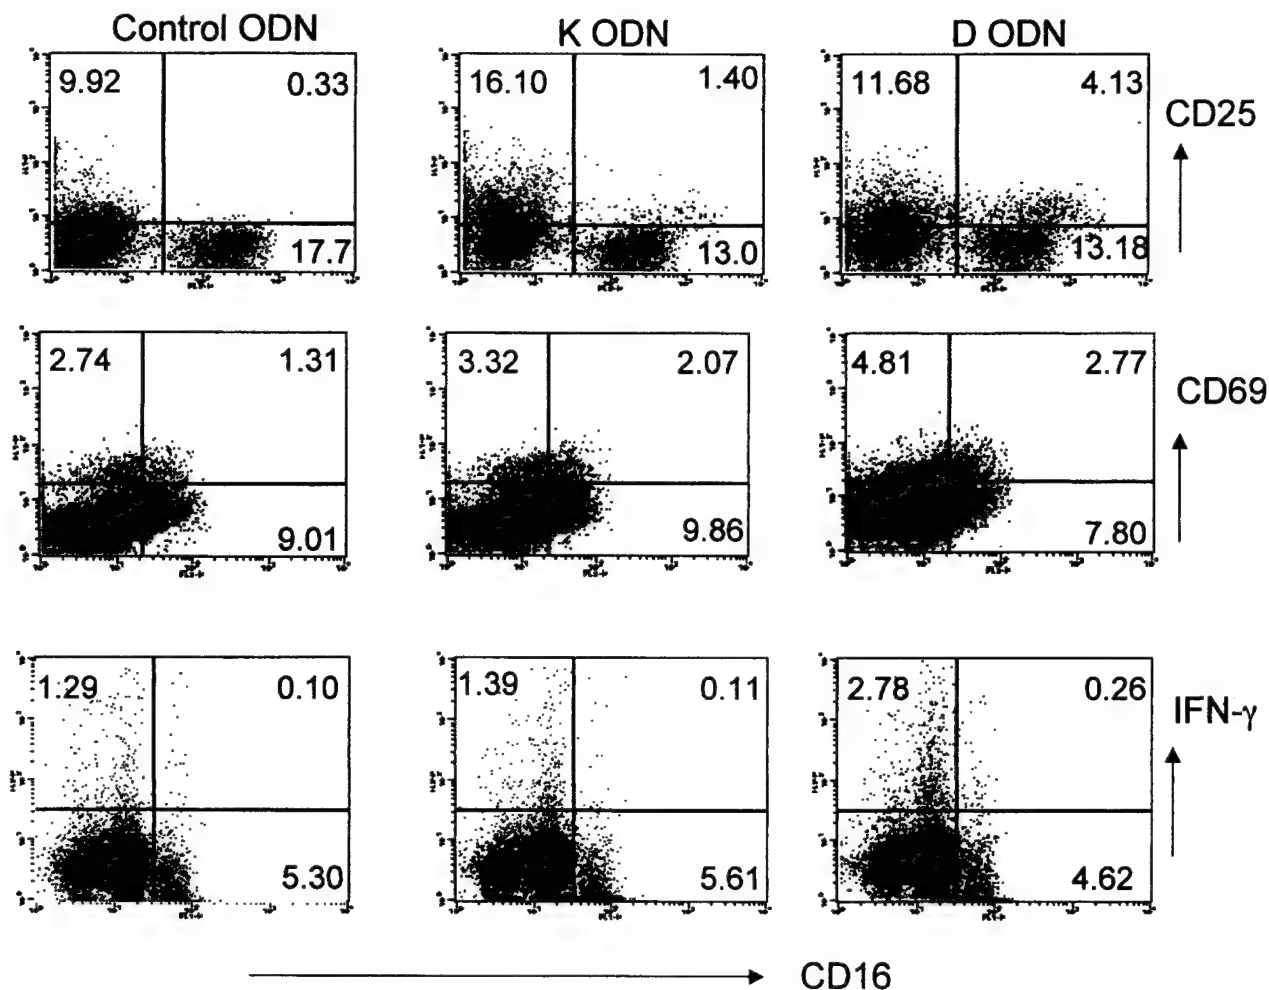 Control ODN K ODN D ODN
9.92 0.33 16.10 1.40 11.68 4.13
CD25
17.7 13.0 13.18
2.74 1.31 3.32 2.07 4.81 2.77
CD69
9.01 9.86 7.80
1.29 0.10 1.39 0.11 2.78 0.26
IFN-γ
5.30 5.61 4.62
CD16